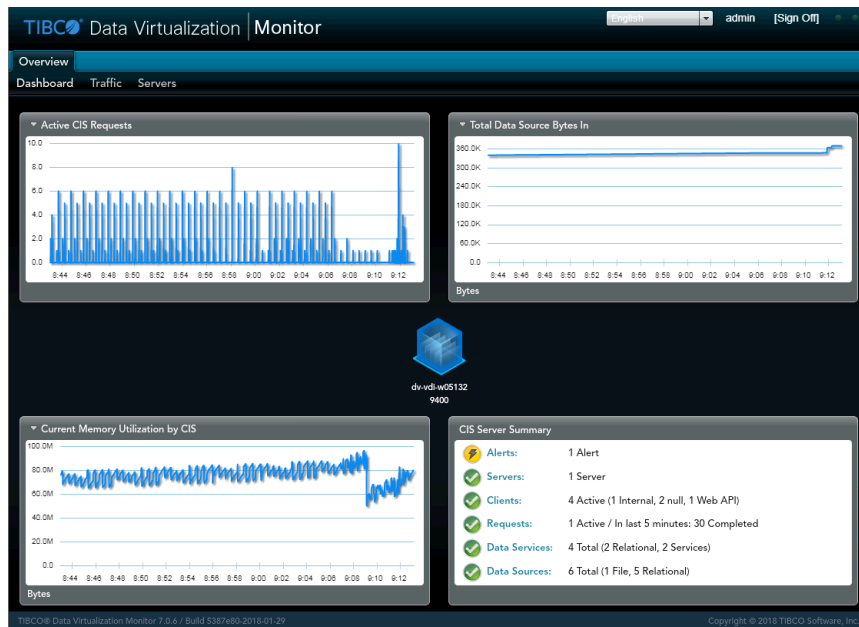 TIBCO® Data Virtualization Monitor
English
admin
[Sign Off]
Overview
Dashboard Traffic Servers
Active CIS Requests
10.0
8.0
6.0
4.0
2.0
0.0
8:44 8:46 8:48 8:50 8:52 8:54 8:56 8:58 9:00 9:02 9:04 9:06 9:08 9:10 9:12
Total Data Source Bytes In
360.0K
300.0K
240.0K
180.0K
120.0K
60.0K
0.0
8:44 8:46 8:48 8:50 8:52 8:54 8:56 8:58 9:00 9:02 9:04 9:06 9:08 9:10 9:12
Bytes
dv-vdl-w05132
9400
Current Memory Utilization by CIS
100.0M
80.0M
60.0M
40.0M
20.0M
0.0
8:44 8:46 8:48 8:50 8:52 8:54 8:56 8:58 9:00 9:02 9:04 9:06 9:08 9:10 9:12
Bytes
CIS Server Summary
Alerts: 1 Alert
Servers: 1 Server
Clients: 4 Active (1 Internal, 2 null, 1 Web API)
Requests: 1 Active / In last 5 minutes: 30 Completed
Data Services: 4 Total (2 Relational, 2 Services)
Data Sources: 6 Total (1 File, 5 Relational)
TIBCO® Data Virtualization Monitor 7.0.6 / Build 5387e80-2018-01-29
Copyright © 2018 TIBCO Software, Inc.